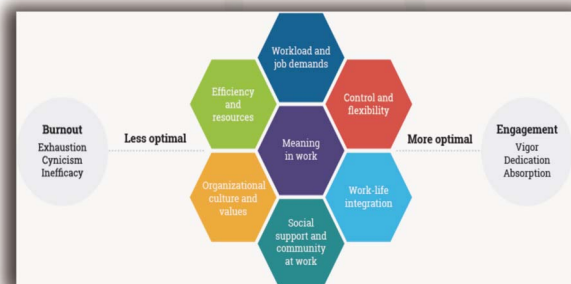 Workload and
job demands
Efficiency
and
resources
Control and
flexibility
Burnout
Exhaustion
Cynicism
Inefficacy
Less optimal
Meaning
in work
More optimal
Engagement
Vigor
Dedication
Absorption
Organizational
culture and
values
Work-life
integration
Social
support and
community
at work